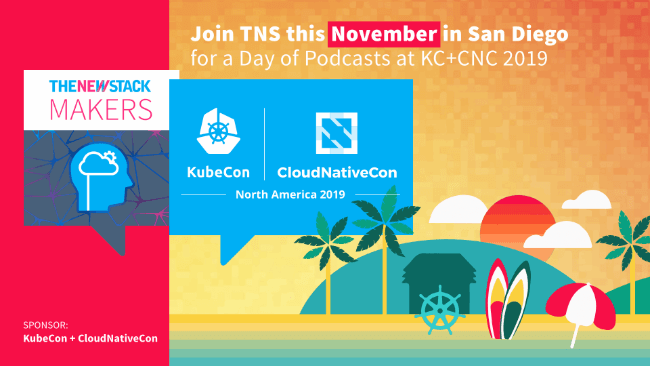 Join TNS this November in San Diego
for a Day of Podcasts at KC+CNC 2019
THENEWSTACK
MAKERS
KubeCon
CloudNativeCon
North America 2019
SPONSOR:
KubeCon + CloudNativeCon